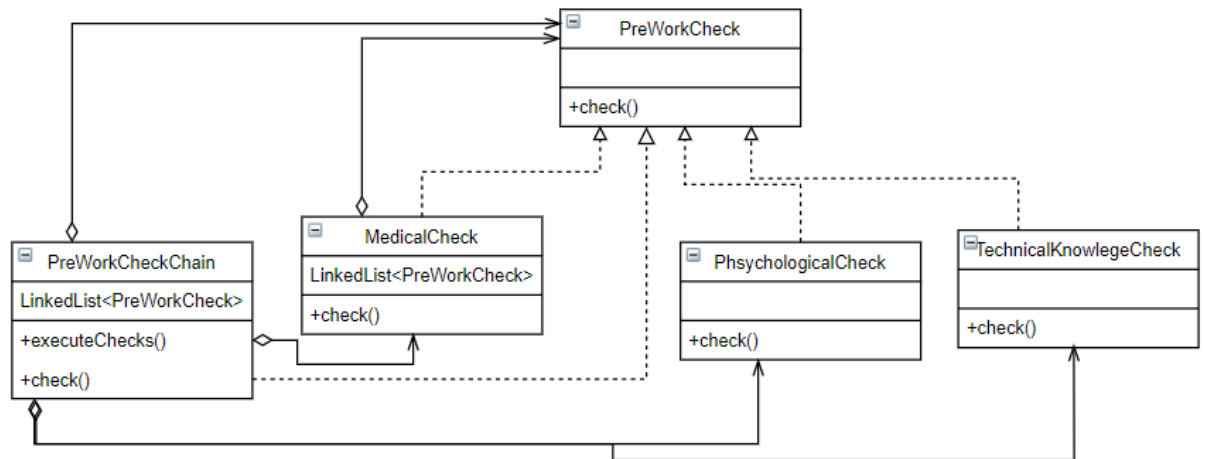 PreWorkCheck
+check()
MedicalCheck
LinkedList<PreWorkCheck>
+check()
PreWorkCheckChain
LinkedList<PreWorkCheck>
+executeChecks()
+check()
PhsychologicalCheck
+check()
TechnicalKnowlegeCheck
+check()